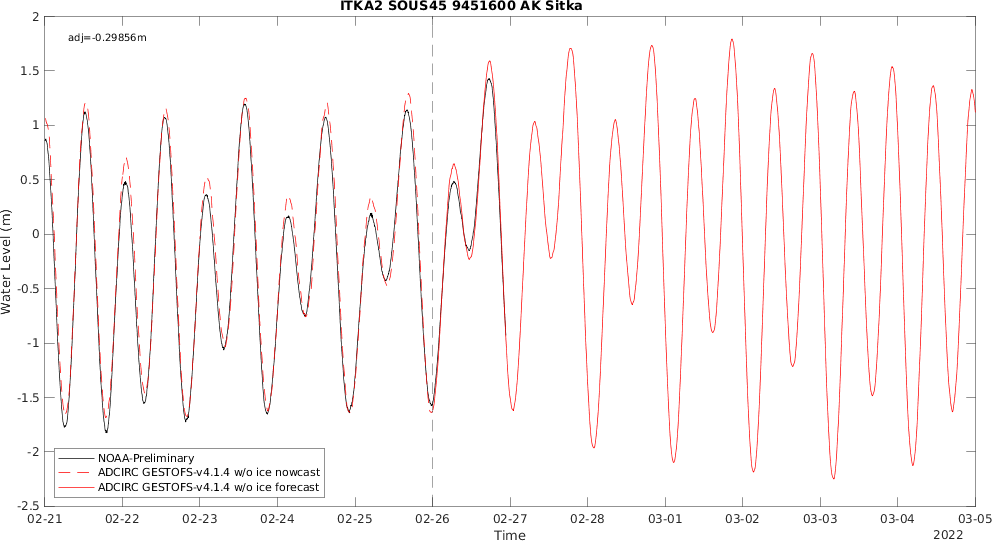 ITKA2 SOUS45 9451600 AK Sitka
adj=-0.29856m
2
1.5
1
0.5
0
-0.5
-1
-1.5
-2
-2.5
Water Level (m)
NOAA-Preliminary
ADCIRC GESTOFS-v4.1.4 w/o ice nowcast
ADCIRC GESTOFS-v4.1.4 w/o ice forecast
02-21 02-22 02-23 02-24 02-25 02-26 02-27 02-28 03-01 03-02 03-03 03-04 03-05
Time
2022